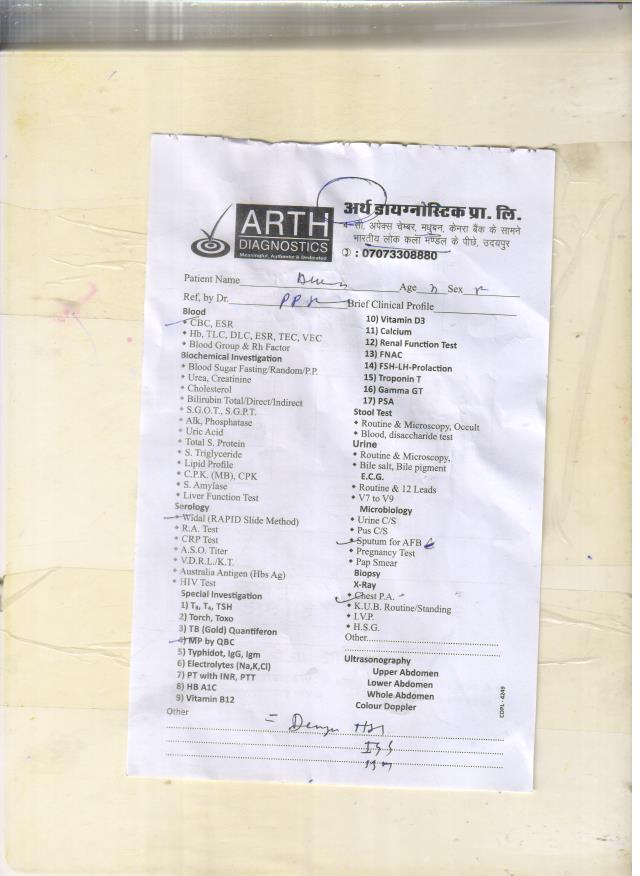 ARTH
DIAGNOSTICS
Meaningful, Authentic & Dedicated
अर्थ डायग्नोस्टिक प्रा. लि.
4-सी, अपेक्स चेम्बर, मधुबन, केनरा बैंक के सामने
भारतीय लोक कला मण्डल के पीछे, उदयपुर
: 07073308880
Patient Name Age Sex
Ref, by Dr. Brief Clinical Profile
Blood
CBC, ESR
Hb, TLC, DLC, ESR, TEC, VEC
Blood Group & Rh Factor
Biochemical Investigation
Blood Sugar Fasting/Random/P.P.
Urea, Creatinine
Cholesterol
Bilirubin Total/Direct/Indirect
S.G.O.T., S.G.P.T.
Alk, Phosphatase
Uric Acid
Total S. Protein
S. Triglyceride
Lipid Profile
C.P.K. (MB), CPK
S. Amylase
Liver Function Test
Serology
Widal (RAPID Slide Method)
R.A. Test
CRP Test
A.S.O. Titer
V.D.R.L./K.T.
Australia Antigen (Hbs Ag)
HIV Test
Special Investigation
1) T₃, T₄, TSH
2) Torch, Toxo
3) TB (Gold) Quantiferon
4) MP by QBC
5) Typhidot, IgG, Igm
6) Electrolytes (Na,K,Cl)
7) PT with INR, PTT
8) HB A1C
9) Vitamin B12
10) Vitamin D3
11) Calcium
12) Renal Function Test
13) FNAC
14) FSH-LH-Prolaction
15) Troponin T
16) Gamma GT
17) PSA
Stool Test
Routine & Microscopy, Occult
Blood, disaccharide test
Urine
Routine & Microscopy,
Bile salt, Bile pigment
E.C.G.
Routine & 12 Leads
V7 to V9
Microbiology
Urine C/S
Pus C/S
Sputum for AFB
Pregnancy Test
Pap Smear
Biopsy
X-Ray
Chest P.A.
K.U.B. Routine/Standing
I.V.P.
H.S.G.
Other
Ultrasonography
Upper Abdomen
Lower Abdomen
Whole Abdomen
Colour Doppler
CDPL - 4249
Other